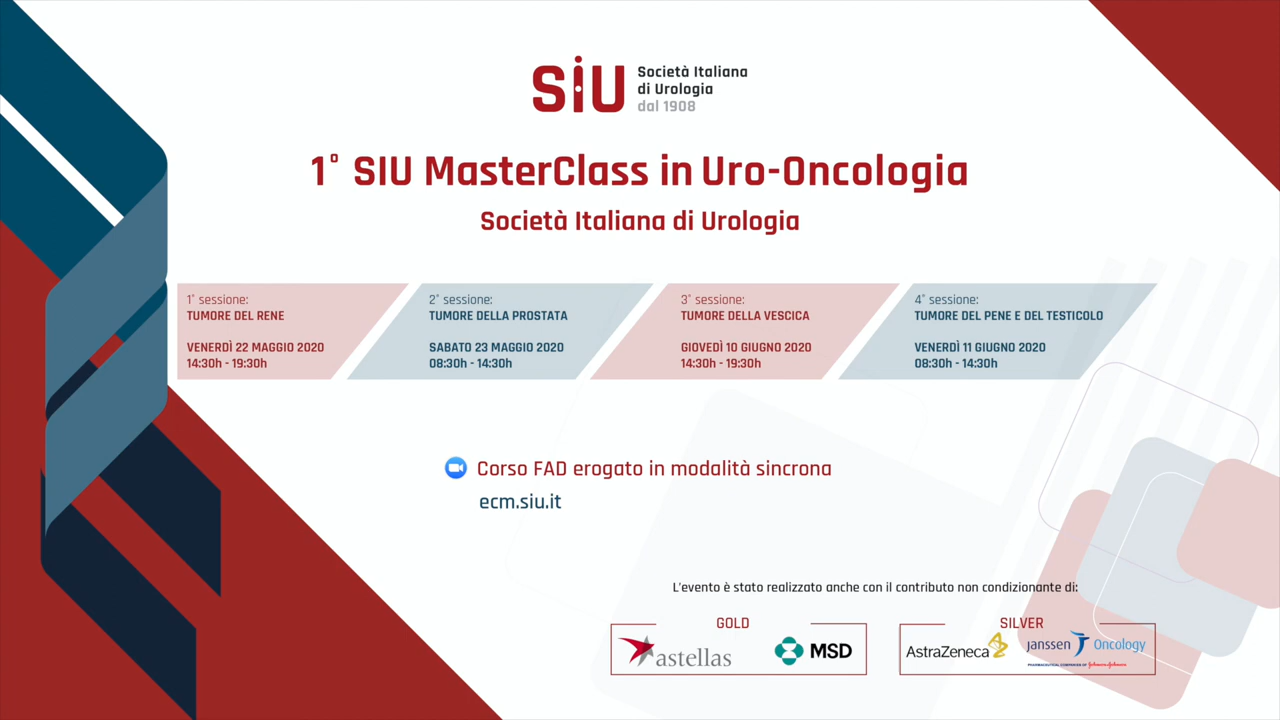 SiU
Società Italiana
di Urologia
dal 1908
1° SIU MasterClass in Uro-Oncologia
Società Italiana di Urologia
1° sessione:
TUMORE DEL RENE
VENERDÌ 22 MAGGIO 2020
14:30h - 19:30h
2° sessione:
TUMORE DELLA PROSTATA
SABATO 23 MAGGIO 2020
08:30h - 14:30h
3° sessione:
TUMORE DELLA VESCICA
GIOVEDÌ 10 GIUGNO 2020
14:30h - 19:30h
4° sessione:
TUMORE DEL PENE E DEL TESTICOLO
VENERDÌ 11 GIUGNO 2020
08:30h - 14:30h
Corso FAD erogato in modalità sincrona
ecm.siu.it
L'evento è stato realizzato anche con il contributo non condizionante di:
GOLD
astellas
MSD
SILVER
AstraZeneca
janssen Oncology
PHARMACEUTICAL COMPANIES OF Johnson & Johnson